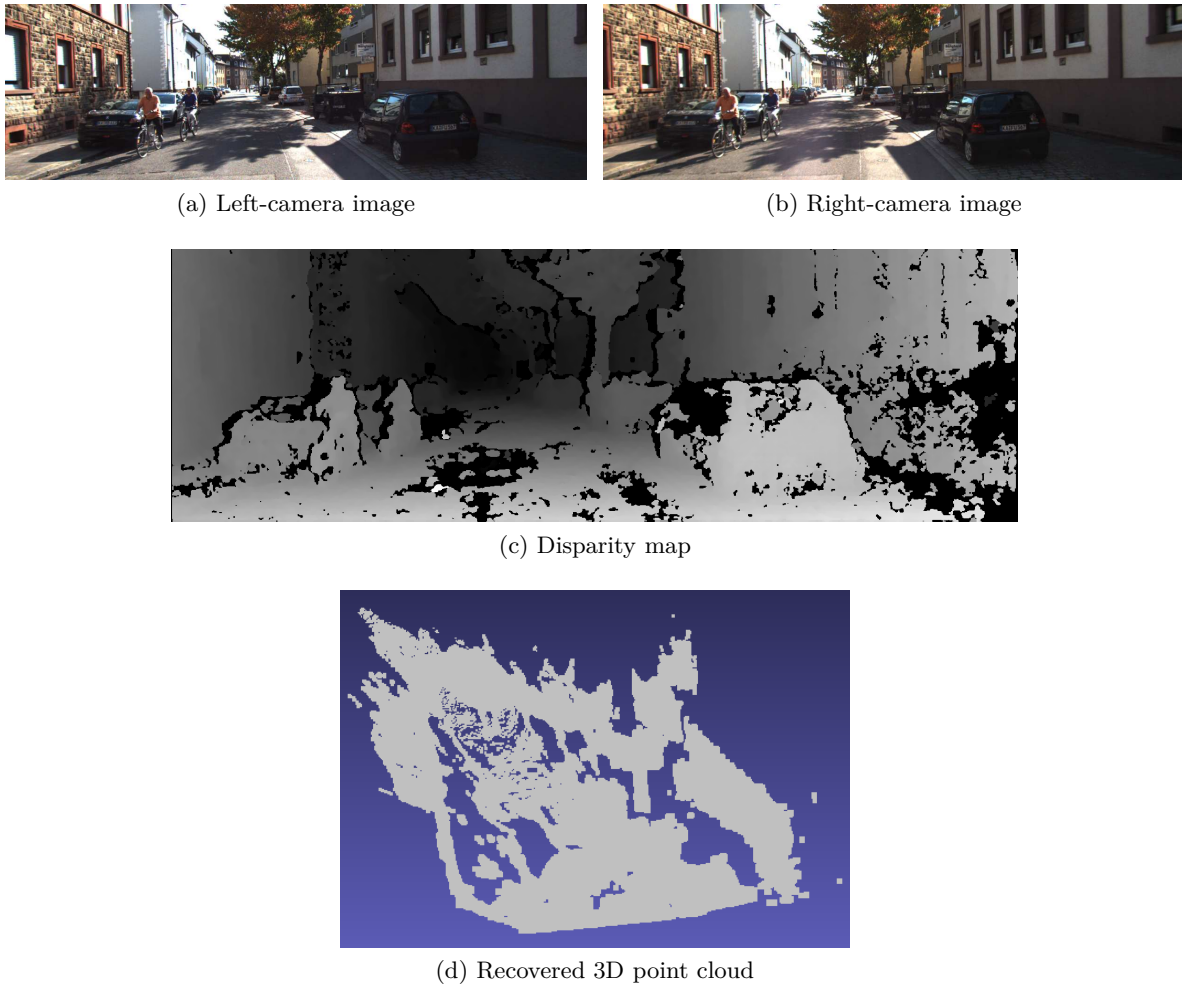 (a) Left-camera image
(b) Right-camera image
(c) Disparity map
(d) Recovered 3D point cloud